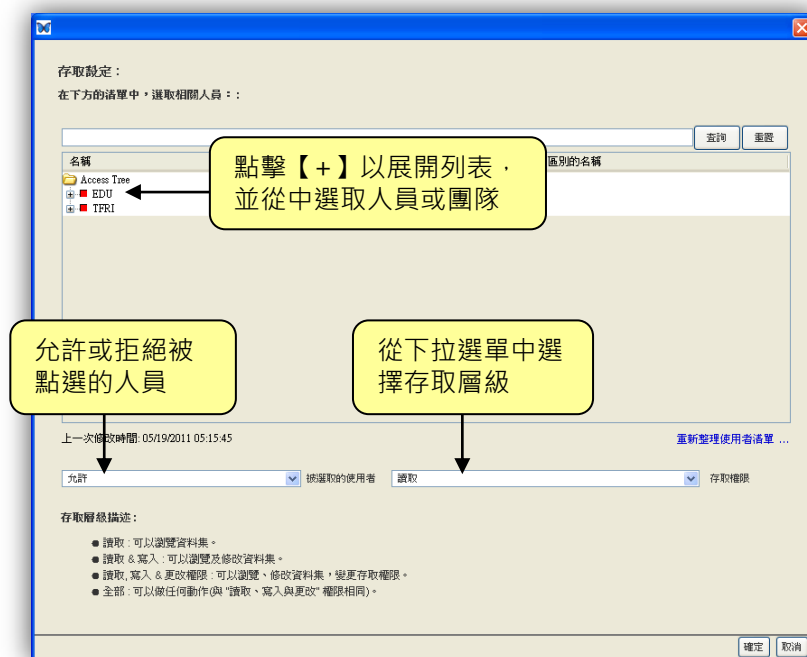 存取設定：
在下方的清單中，選取相關人員：:
查詢 重置
名稱 區別的名稱
Access Tree
EDU
TFRI
點擊【+】以展開列表，
並從中選取人員或團隊
允許或拒絕被
點選的人員
從下拉選單中選
擇存取層級
上一次修改時間: 05/19/2011 05:15:45 重新整理使用者清單 ...
允許 被選取的使用者 讀取 存取權限
存取層級描述：
讀取 : 可以瀏覽資料集。
讀取 & 寫入 : 可以瀏覽及修改資料集。
讀取, 寫入 & 更改權限 : 可以瀏覽、修改資料集，變更存取權限。
全部 : 可以做任何動作(與 "讀取、寫入與更改" 權限相同)。
確定 取消